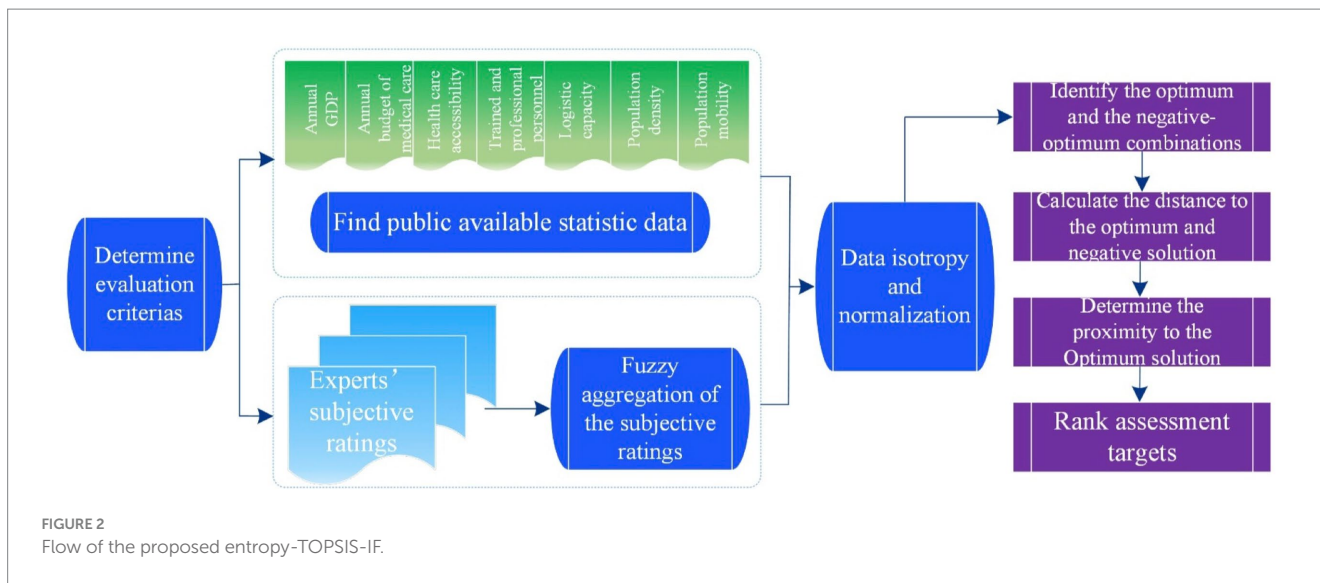 Determine
evaluation
criterias
Annual
GDP
Annual
budget of
medical care
Health care
accessibility
Trained and
professional
personnel
Logistic
capacity
Population
density
Population
mobility
Find public available statistic data
Experts'
subjective
ratings
Fuzzy
aggregation of
the subjective
ratings
Data isotropy
and
normalization
Identify the optimum
and the negative-
optimum combinations
Calculate the distance to
the optimum and
negative solution
Determine the
proximity to the
Optimum solution
Rank assessment
targets
FIGURE 2
Flow of the proposed entropy-TOPSIS-IF.